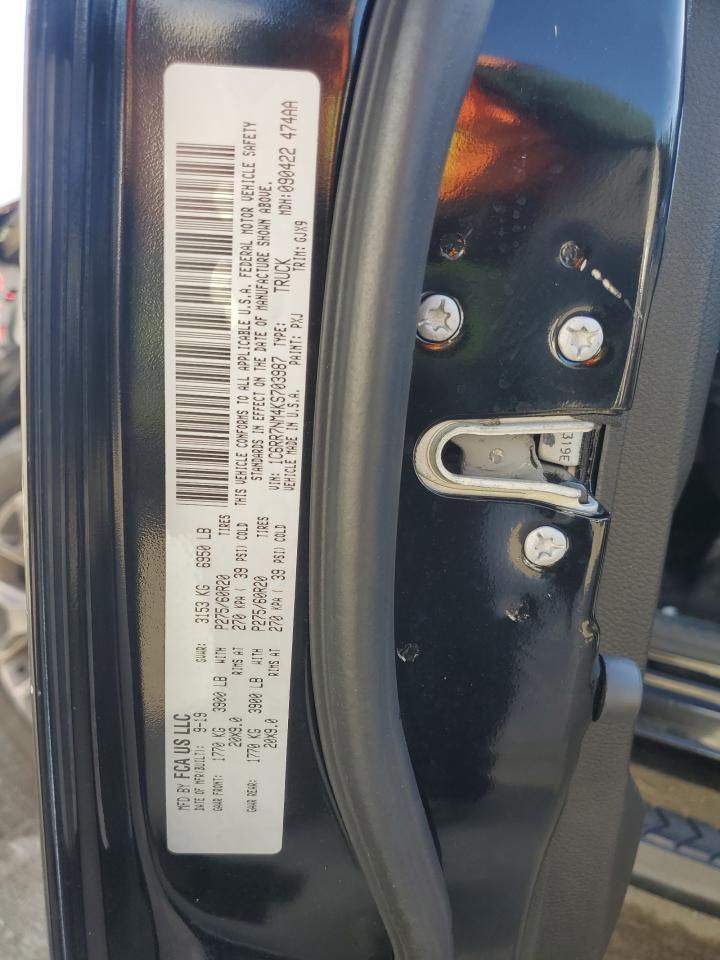 MFD BY FCA US LLC
DATE OF MFR(BUILT): 9-19 GVWR: 3153 KG 6950 LB
GAWR FRONT: 1770 KG 3900 LB WITH P275/60R20 TIRES
20X9.0 RIMS AT 270 KPA ( 39 PSI) COLD
GAWR REAR: 1770 KG 3900 LB WITH P275/60R20 TIRES
20X9.0 RIMS AT 270 KPA ( 39 PSI) COLD
THIS VEHICLE CONFORMS TO ALL APPLICABLE U.S.A. FEDERAL MOTOR VEHICLE SAFETY
STANDARDS IN EFFECT ON THE DATE OF MANUFACTURE SHOWN ABOVE.
VIN: 1C6RR7NM4KS703987 TYPE: TRUCK MDH:090422 474AA
VEHICLE MADE IN U.S.A. PAINT: PXJ TRIM: GJX9
319E